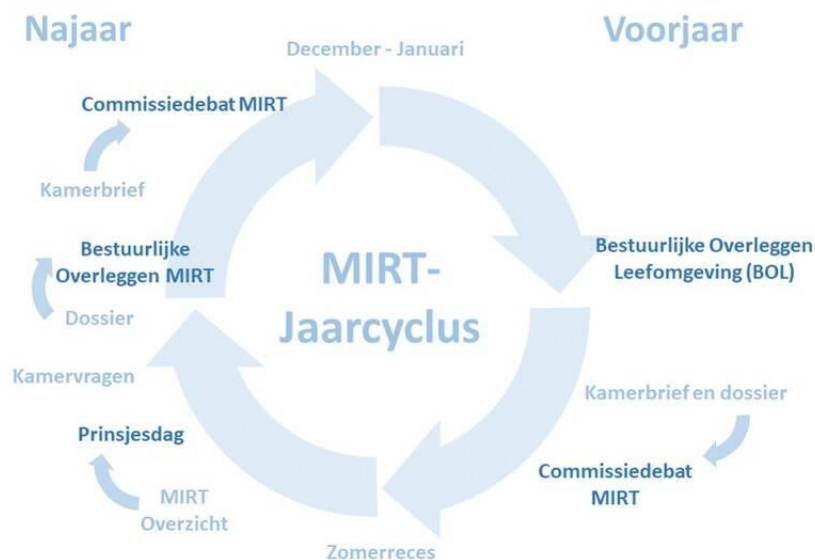 Najaar
Voorjaar
December - Januari
Commissiedebat MIRT
Kamerbrief
Bestuurlijke
Overleggen MIRT
Dossier
Kamervragen
Prinsjesdag
MIRT
Overzicht
MIRT-
Jaarcyclus
Bestuurlijke Overleggen
Leefomgeving (BOL)
Kamerbrief en dossier
Commissiedebat
MIRT
Zomerreces